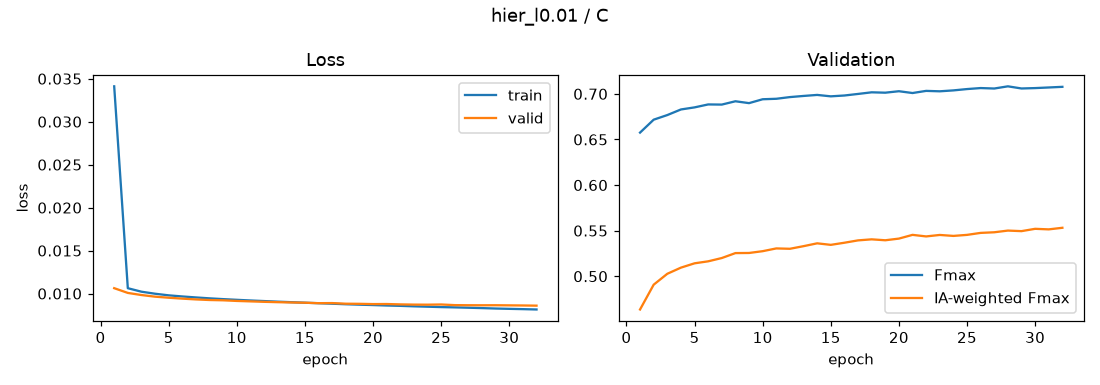 hier_l0.01 / C
Loss
0.035
0.030
0.025
0.020
0.015
0.010
loss
0
5
10
15
20
25
30
epoch
train
valid
Validation
0.70
0.65
0.60
0.55
0.50
0
5
10
15
20
25
30
epoch
Fmax
IA-weighted Fmax